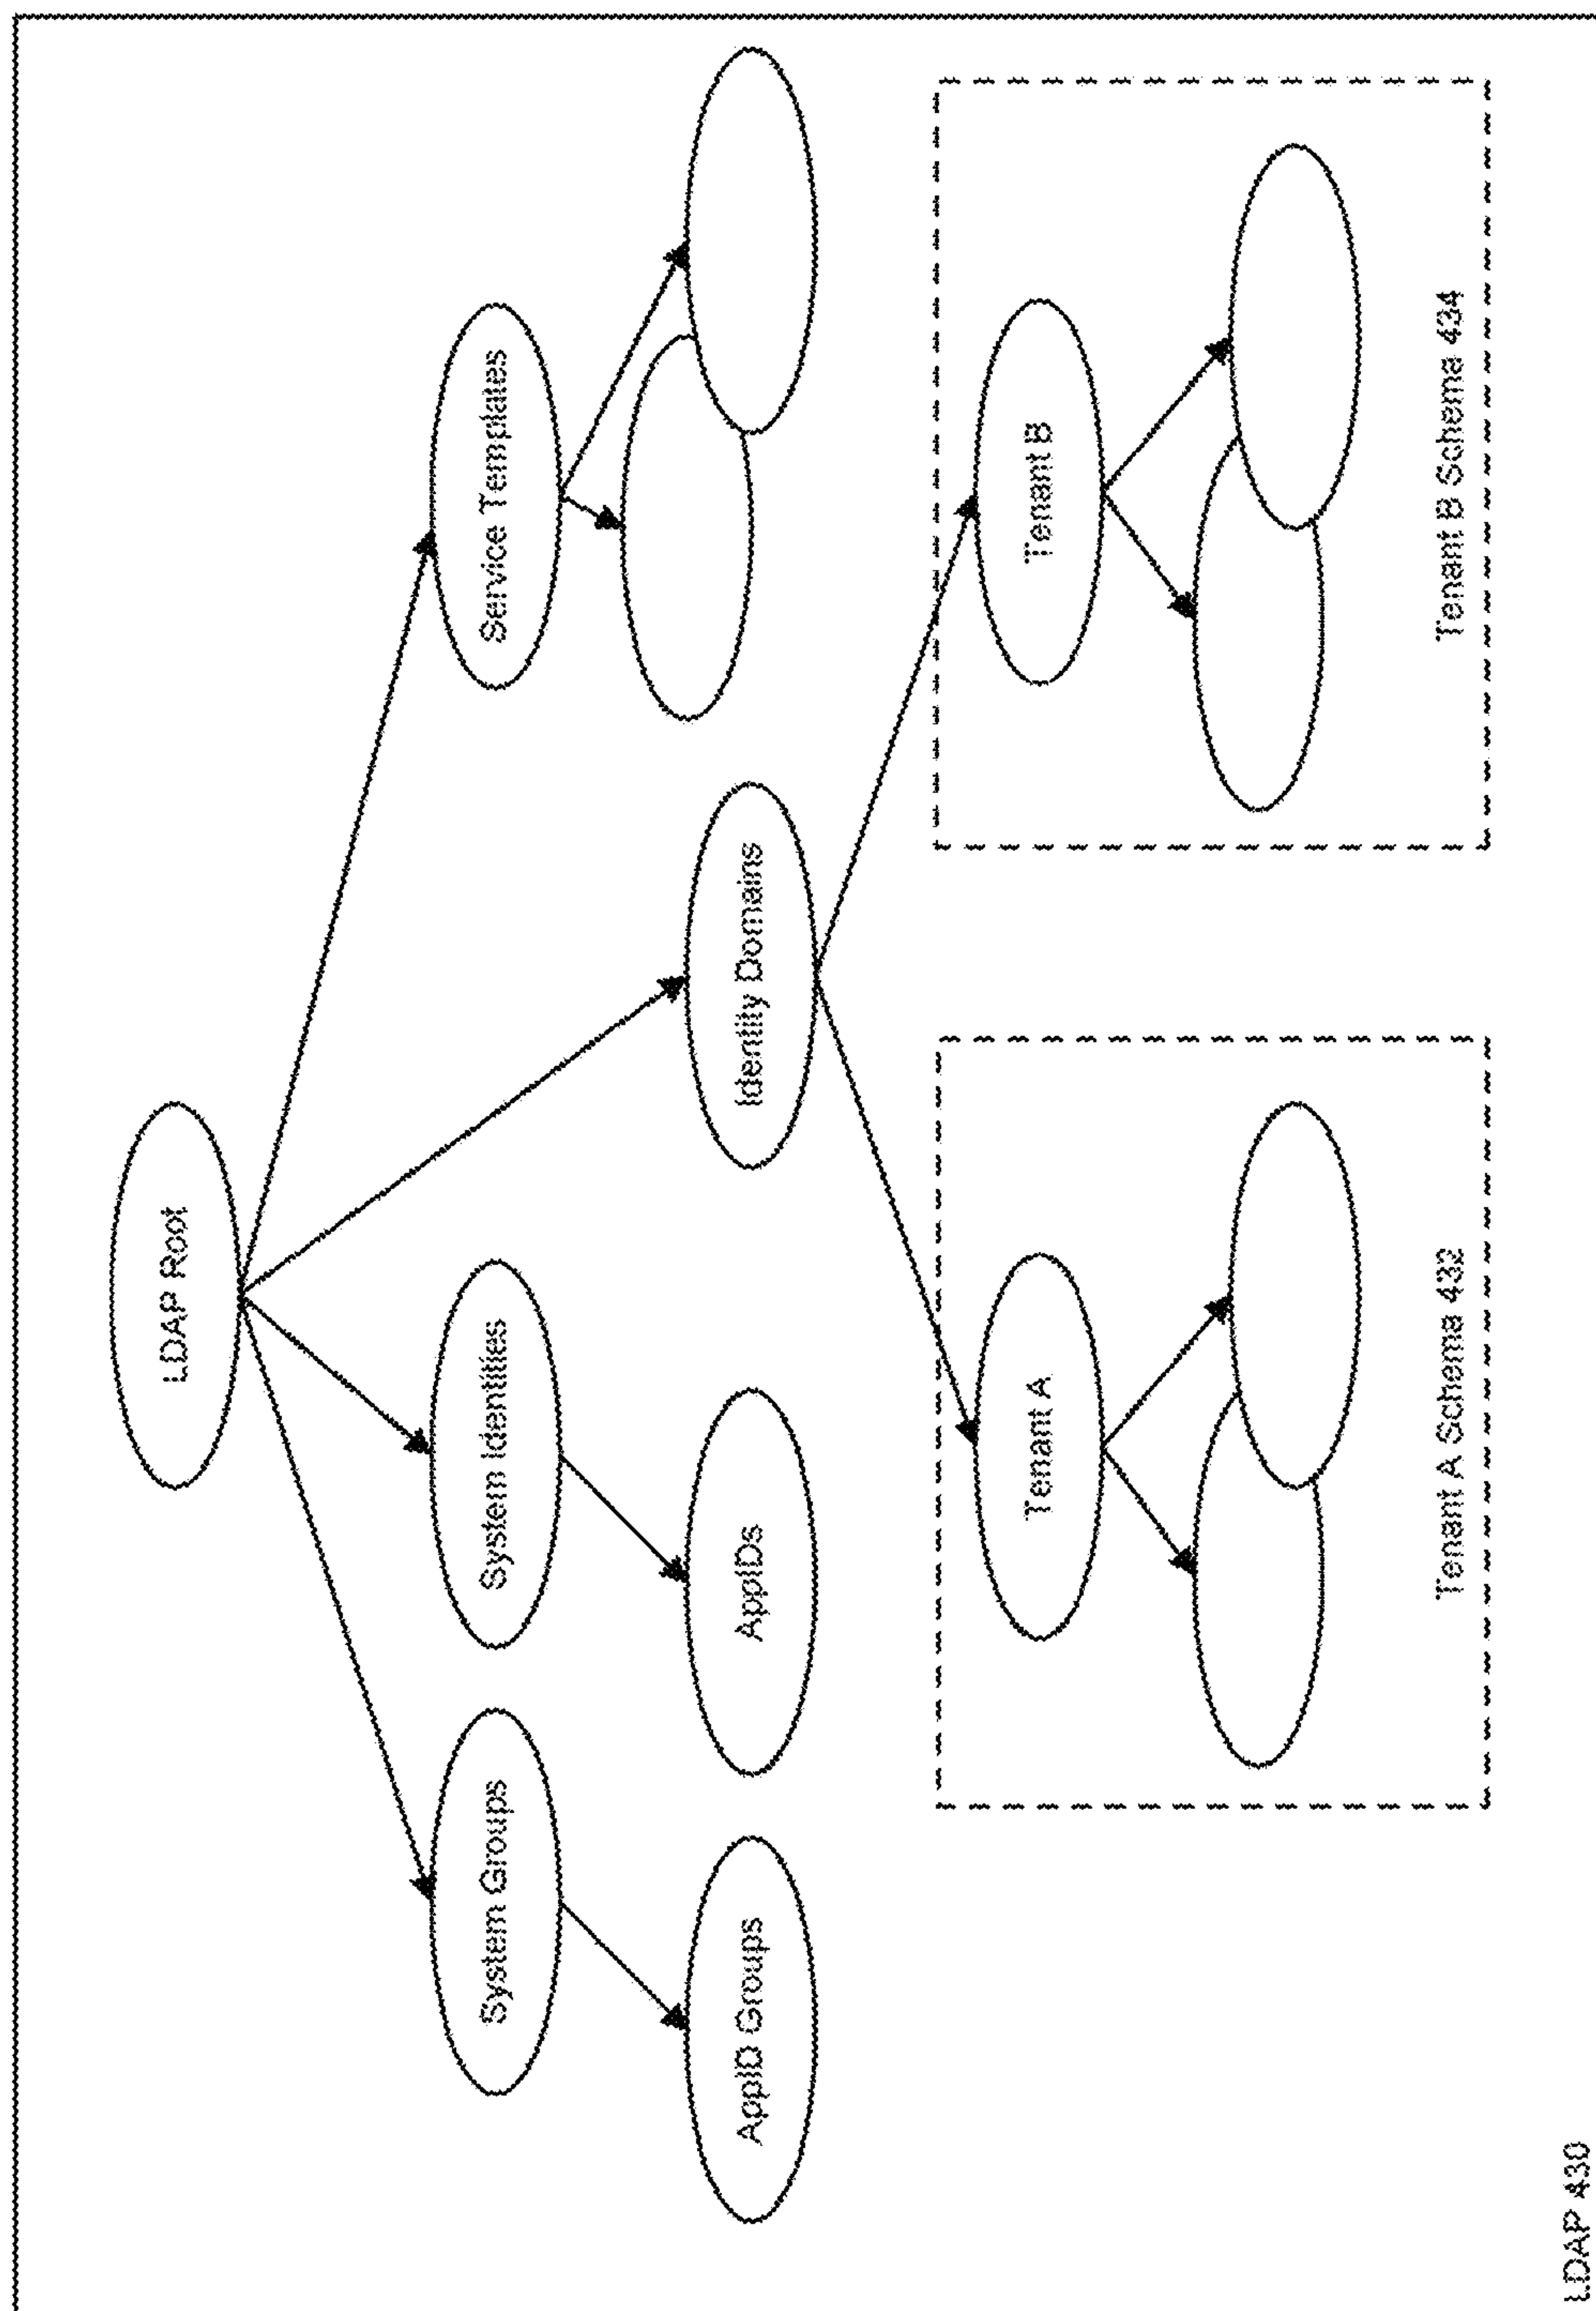 LDAP Root
System Groups
System Identities
Service Templates
AppID Groups
AppIDs
Identity Domains
Tenant A
Tenant B
Tenant A Schema 432
Tenant B Schema 434
LDAP 430